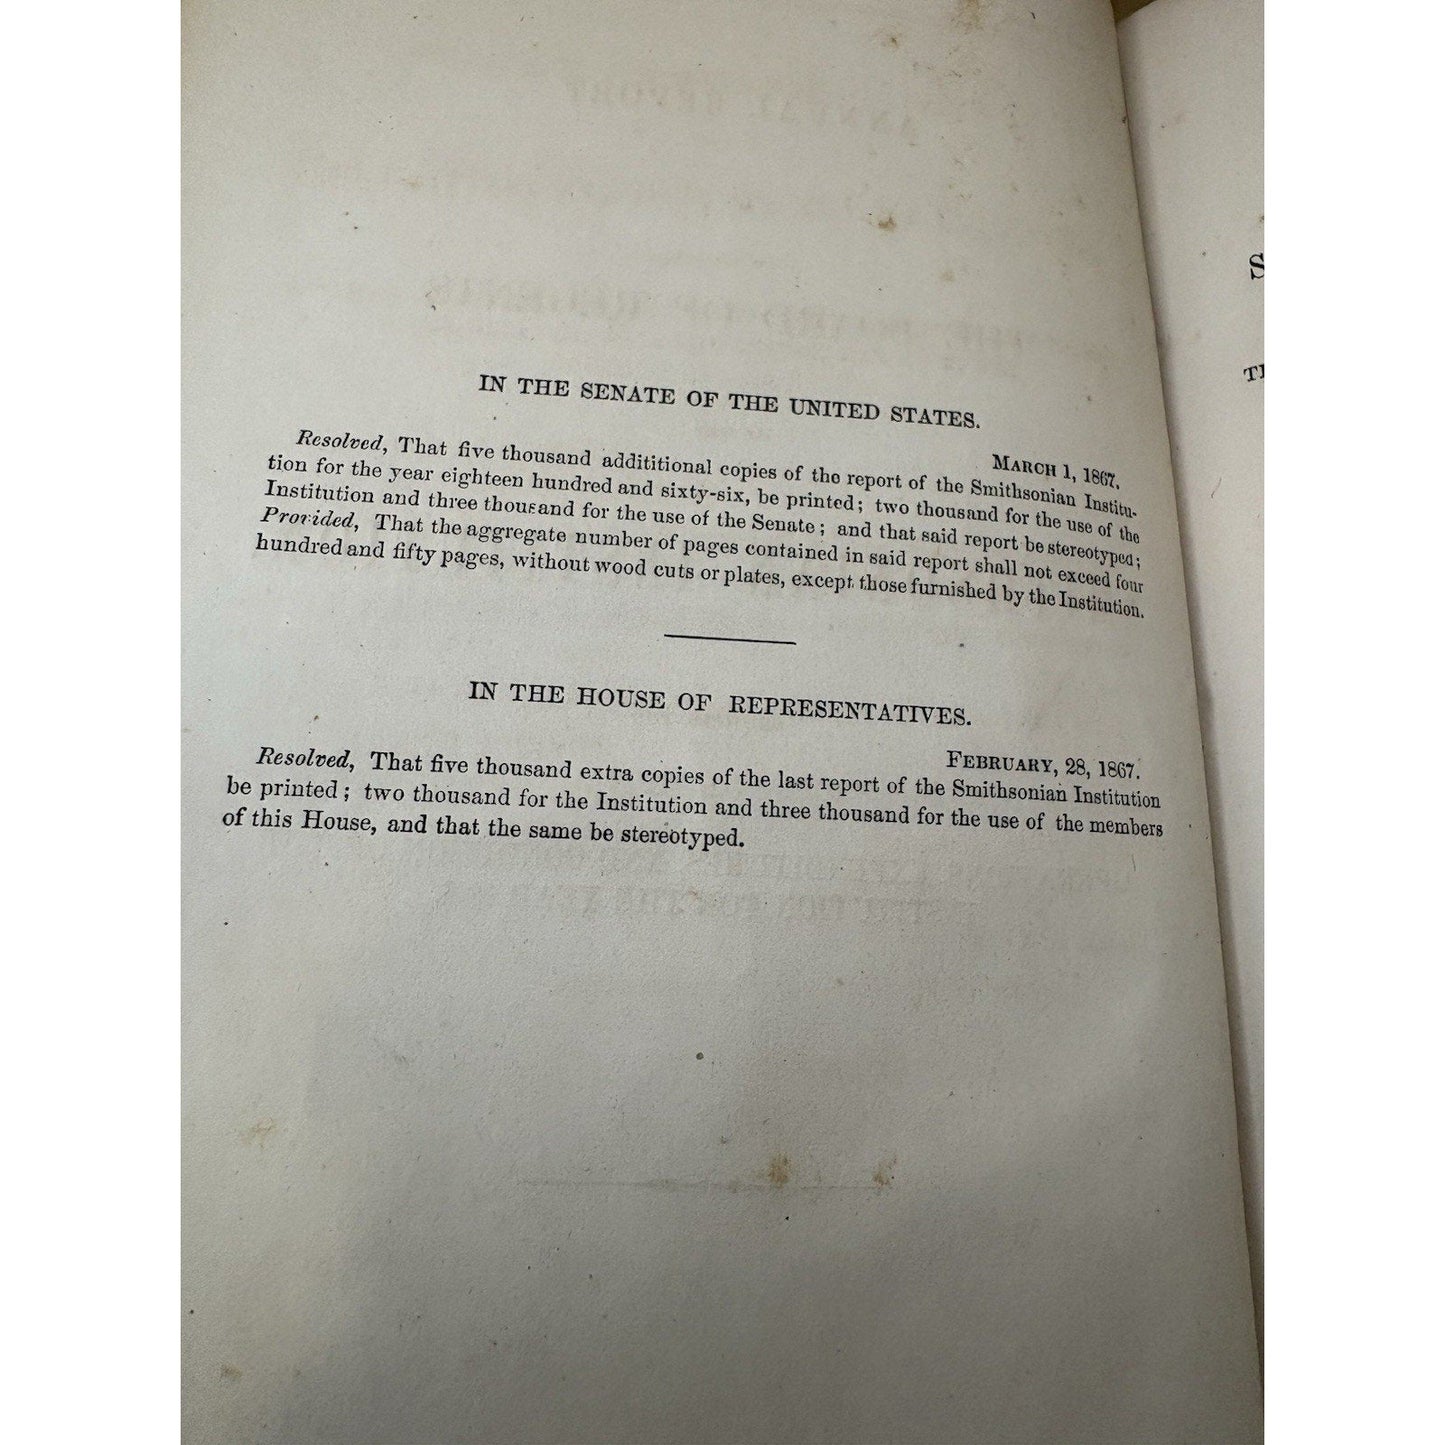 IN THE SENATE OF THE UNITED STATES.
MARCH 1, 1867.
Resolved, That five thousand addititional copies of the report of the Smithsonian Institu-
tion for the year eighteen hundred and sixty-six, be printed; two thousand for the use of the
Institution and three thousand for the use of the Senate; and that said report be stereotyped;
Provided, That the aggregate number of pages contained in said report shall not exceed four
hundred and fifty pages, without wood cuts or plates, except those furnished by the Institution.
IN THE HOUSE OF REPRESENTATIVES.
FEBRUARY, 28, 1867.
Resolved, That five thousand extra copies of the last report of the Smithsonian Institution
be printed; two thousand for the Institution and three thousand for the use of the members
of this House, and that the same be stereotyped.